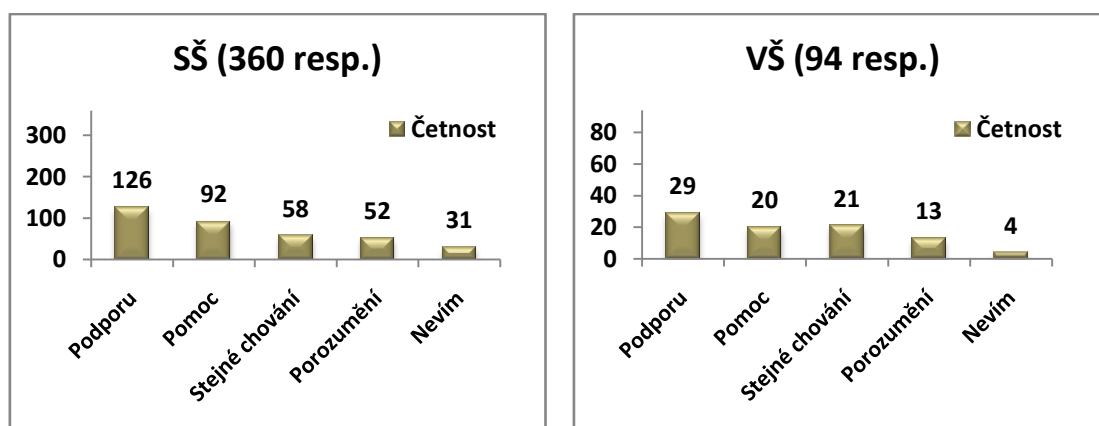 SŠ (360 resp.)
Četnost
300
200
100
0
126
92
58
52
31
Podporu
Pomoc
Stejné chování
Porozumění
Nevím
VŠ (94 resp.)
Četnost
80
60
40
20
0
29
20
21
13
4
Podporu
Pomoc
Stejné chování
Porozumění
Nevím